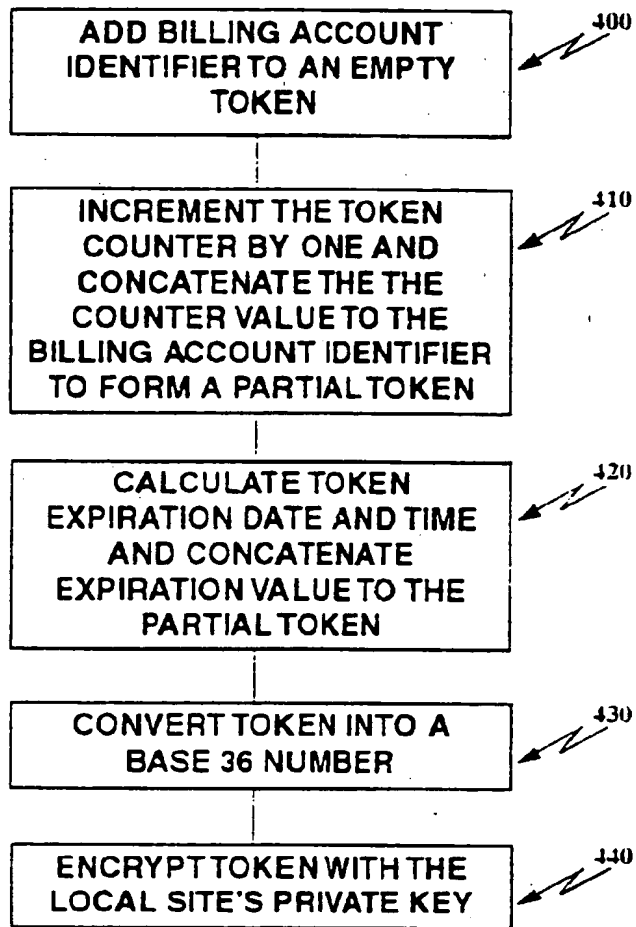 ADD BILLING ACCOUNT
IDENTIFIER TO AN EMPTY
TOKEN
400
INCREMENT THE TOKEN
COUNTER BY ONE AND
CONCATENATE THE THE
COUNTER VALUE TO THE
BILLING ACCOUNT IDENTIFIER
TO FORM A PARTIAL TOKEN
410
CALCULATE TOKEN
EXPIRATION DATE AND TIME
AND CONCATENATE
EXPIRATION VALUE TO THE
PARTIAL TOKEN
420
CONVERT TOKEN INTO A
BASE 36 NUMBER
430
ENCRYPT TOKEN WITH THE
LOCAL SITE'S PRIVATE KEY
440